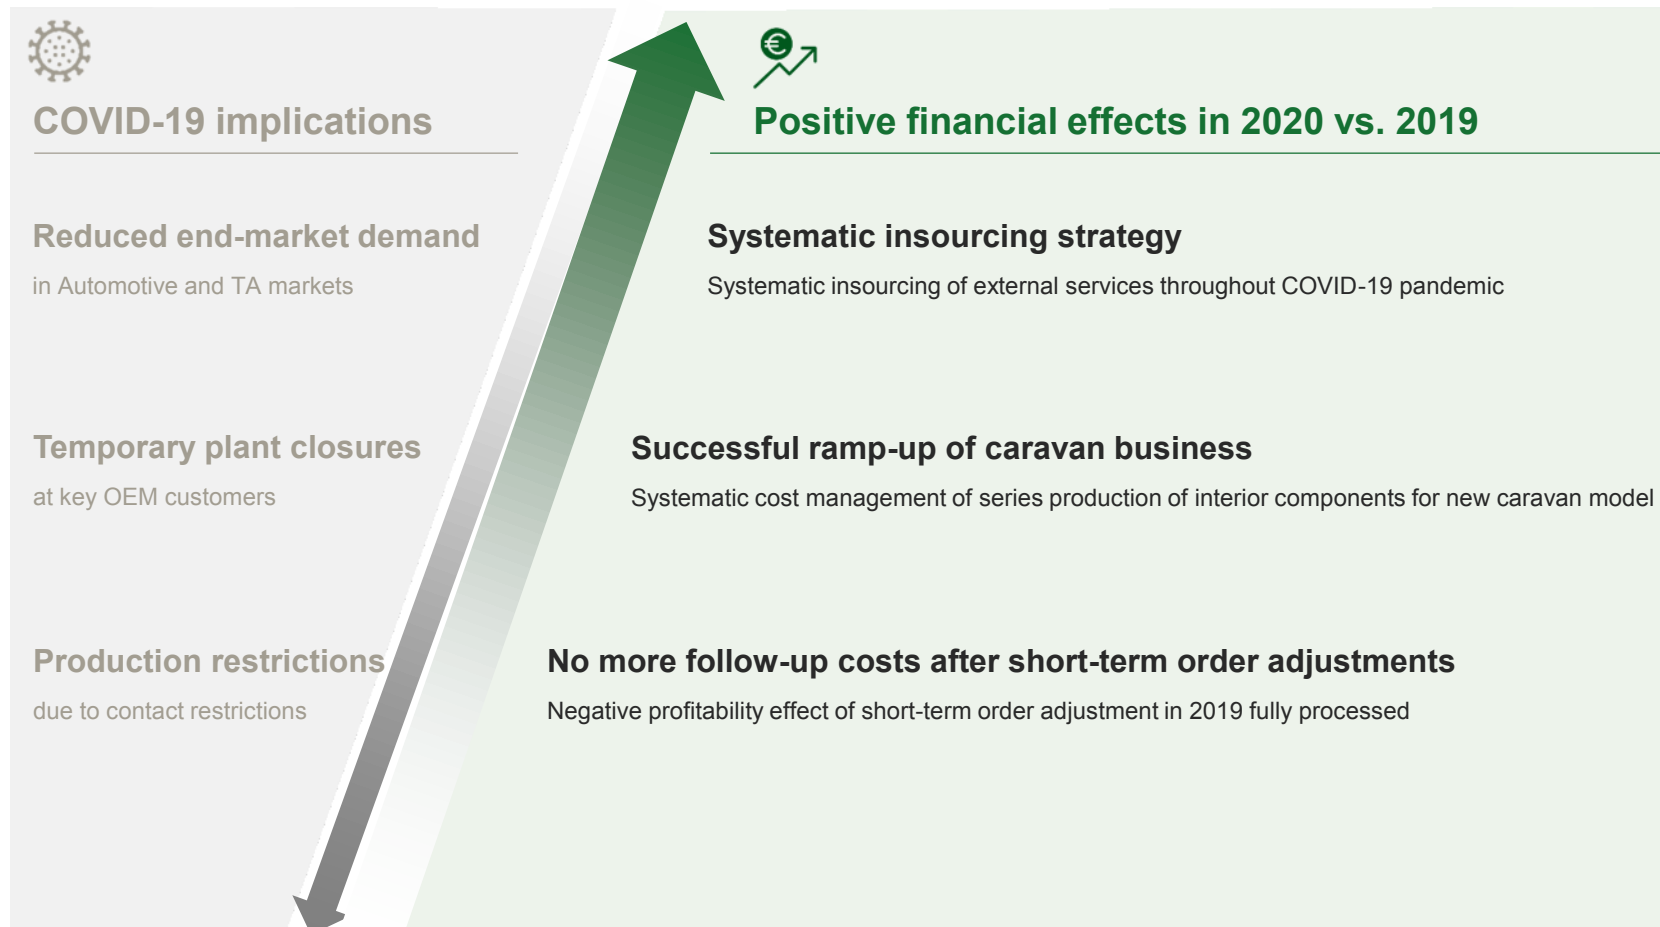 COVID-19 implications
Reduced end-market demand
in Automotive and TA markets
Temporary plant closures
at key OEM customers
Production restrictions
due to contact restrictions
€
Positive financial effects in 2020 vs. 2019
Systematic insourcing strategy
Systematic insourcing of external services throughout COVID-19 pandemic
Successful ramp-up of caravan business
Systematic cost management of series production of interior components for new caravan model
No more follow-up costs after short-term order adjustments
Negative profitability effect of short-term order adjustment in 2019 fully processed